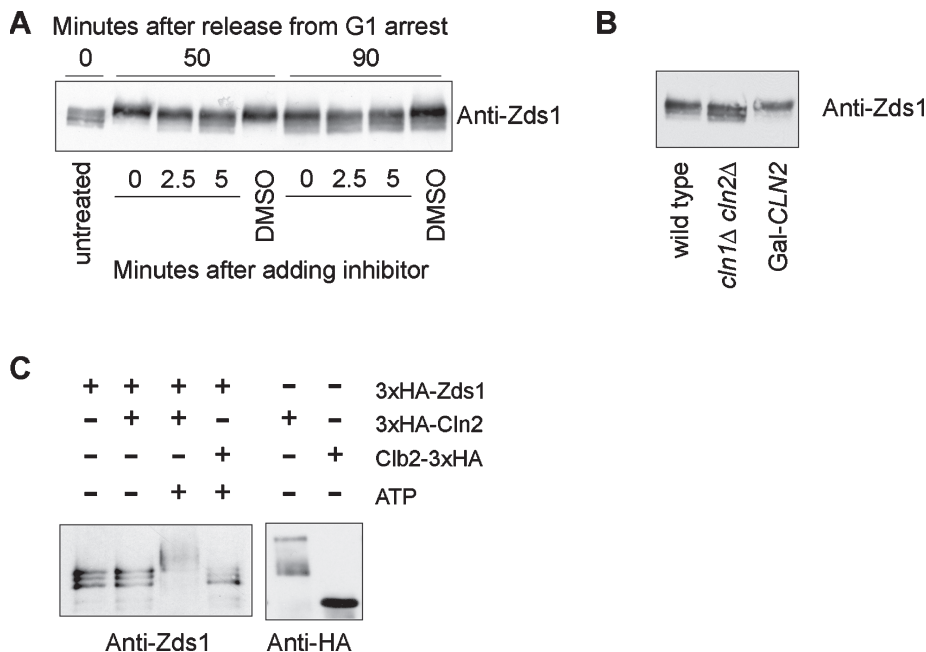 A
Minutes after release from G1 arrest
0 50 90
Anti-Zds1
untreated 0 2.5 5 DMSO 0 2.5 5 DMSO
Minutes after adding inhibitor
B
Anti-Zds1
wild type cln1Δ cln2Δ Gal-CLN2
C
+ + + + – – 3xHA-Zds1
– + + – + – 3xHA-Cln2
– – – + – + Clb2-3xHA
– – + + – – ATP
Anti-Zds1 Anti-HA